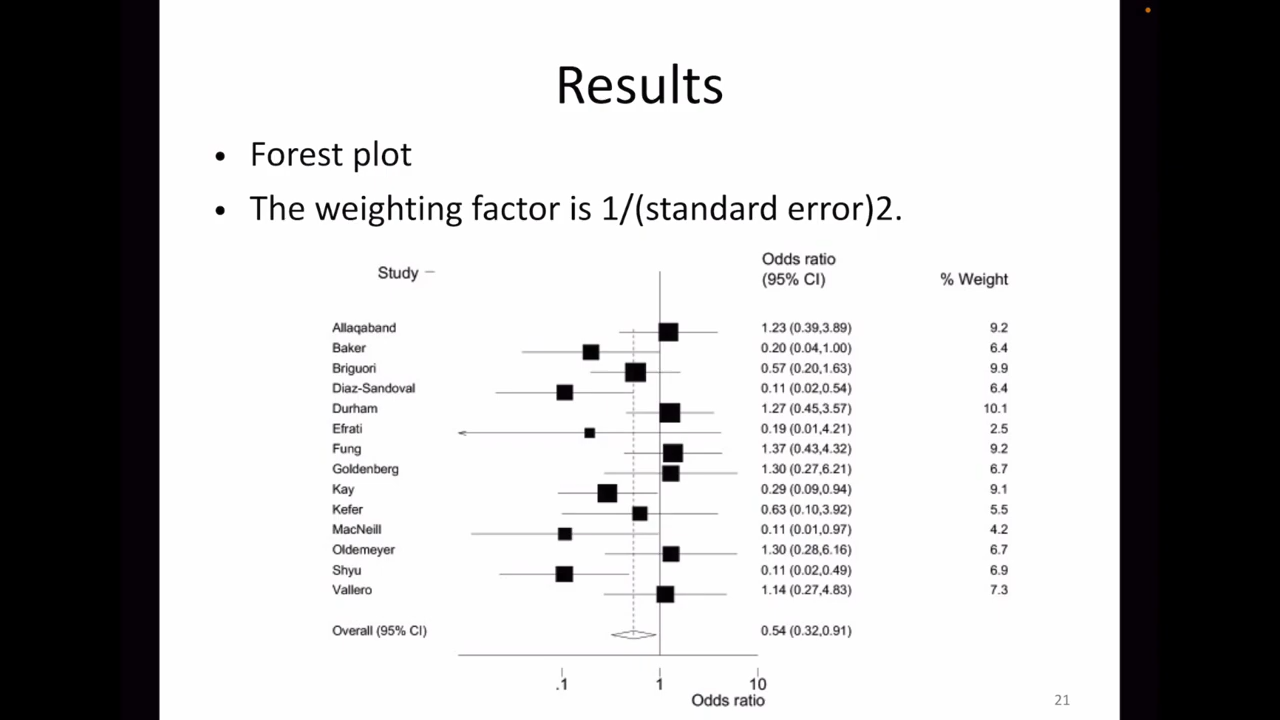 Results
• Forest plot
• The weighting factor is 1/(standard error)2.
Study
Odds ratio
(95% CI)
% Weight
Allaqaband 1.23 (0.39,3.89) 9.2
Baker 0.20 (0.04,1.00) 6.4
Briguori 0.57 (0.20,1.63) 9.9
Diaz-Sandoval 0.11 (0.02,0.54) 6.4
Durham 1.27 (0.45,3.57) 10.1
Efrati 0.19 (0.01,4.21) 2.5
Fung 1.37 (0.43,4.32) 9.2
Goldenberg 1.30 (0.27,6.21) 6.7
Kay 0.29 (0.09,0.94) 9.1
Kefer 0.63 (0.10,3.92) 5.5
MacNeill 0.11 (0.01,0.97) 4.2
Oldemeyer 1.30 (0.28,6.16) 6.7
Shyu 0.11 (0.02,0.49) 6.9
Vallero 1.14 (0.27,4.83) 7.3
Overall (95% CI) 0.54 (0.32,0.91)
.1 1 10
Odds ratio
21